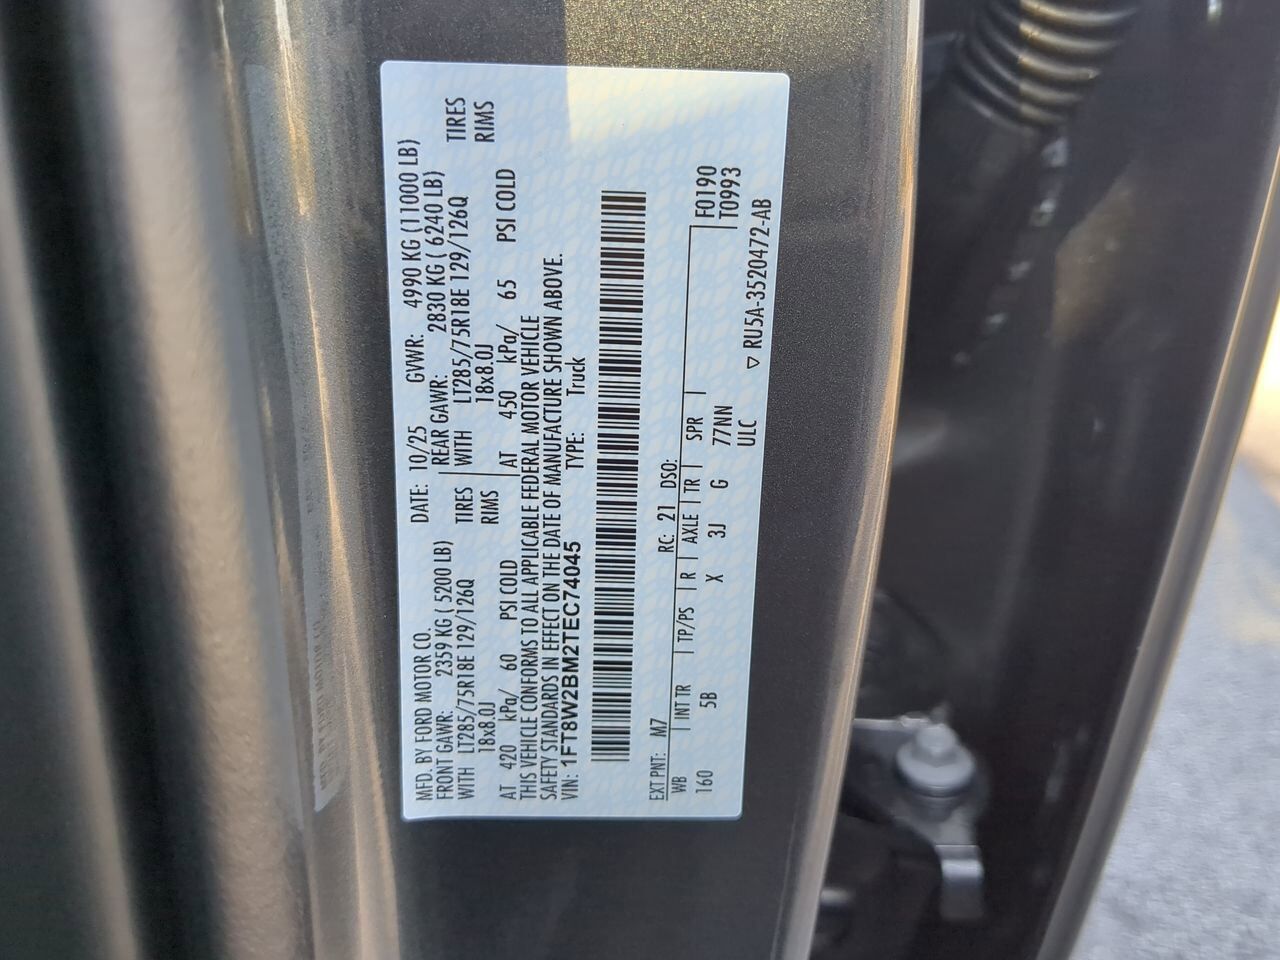 MFD. BY FORD MOTOR CO. DATE: 10/25 GVWR: 4990 KG (11000 LB)
FRONT GAWR: 2359 KG ( 5200 LB) REAR GAWR: 2830 KG ( 6240 LB)
WITH LT285/75R18E 129/126Q TIRES WITH LT285/75R18E 129/126Q TIRES
18x8.0J RIMS 18x8.0J RIMS
AT 420 kPa/ 60 PSI COLD AT 450 kPa/ 65 PSI COLD
THIS VEHICLE CONFORMS TO ALL APPLICABLE FEDERAL MOTOR VEHICLE
SAFETY STANDARDS IN EFFECT ON THE DATE OF MANUFACTURE SHOWN ABOVE.
VIN: 1FT8W2BM2TEC74045 TYPE: Truck
EXT PNT: M7 RC: 21 DSO:
WB INT TR TP/PS R AXLE TR SPR F0190
160 5B X 3J G 77NN T0993
ULC ▽ RU5A-3520472-AB